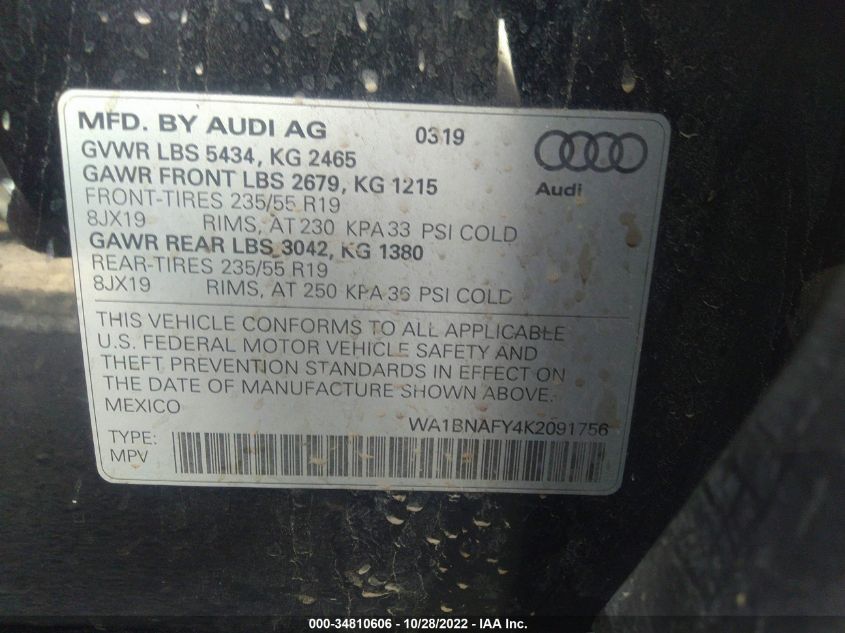 MFD. BY AUDI AG 0319
GVWR LBS 5434, KG 2465
GAWR FRONT LBS 2679, KG 1215
Audi
FRONT-TIRES 235/55 R19
8JX19 RIMS, AT 230 KPA 33 PSI COLD
GAWR REAR LBS 3042, KG 1380
REAR-TIRES 235/55 R19
8JX19 RIMS, AT 250 KPA 36 PSI COLD
THIS VEHICLE CONFORMS TO ALL APPLICABLE
U.S. FEDERAL MOTOR VEHICLE SAFETY AND
THEFT PREVENTION STANDARDS IN EFFECT ON
THE DATE OF MANUFACTURE SHOWN ABOVE.
MEXICO
WA1BNAFY4K2091756
TYPE:
MPV
000-34810606 - 10/28/2022 - IAA Inc.